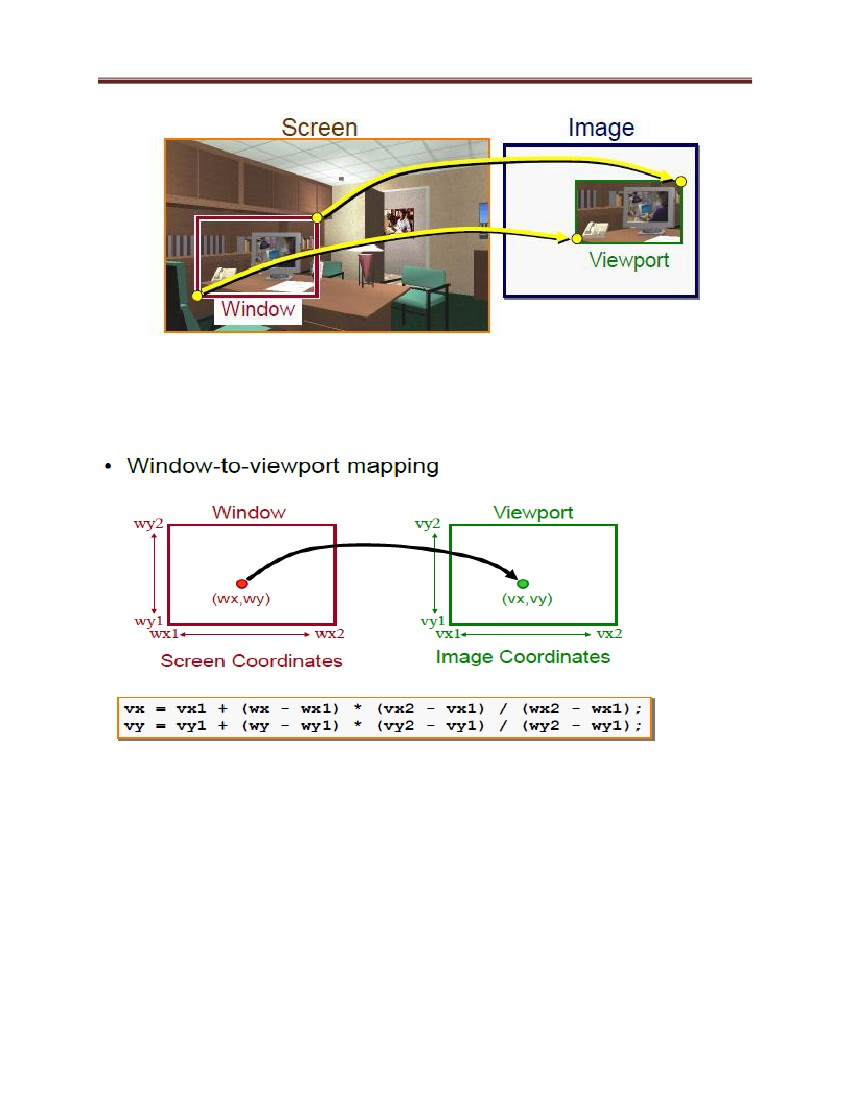 Screen Image
Viewport
Window
• Window-to-viewport mapping
Window Viewport
wy2 vy2
(wx,wy) (vx,vy)
wy1 vy1
wx1 wx2 vx1 vx2
Screen Coordinates Image Coordinates
vx = vx1 + (wx - wx1) * (vx2 - vx1) / (wx2 - wx1);
vy = vy1 + (wy - wy1) * (vy2 - vy1) / (wy2 - wy1);